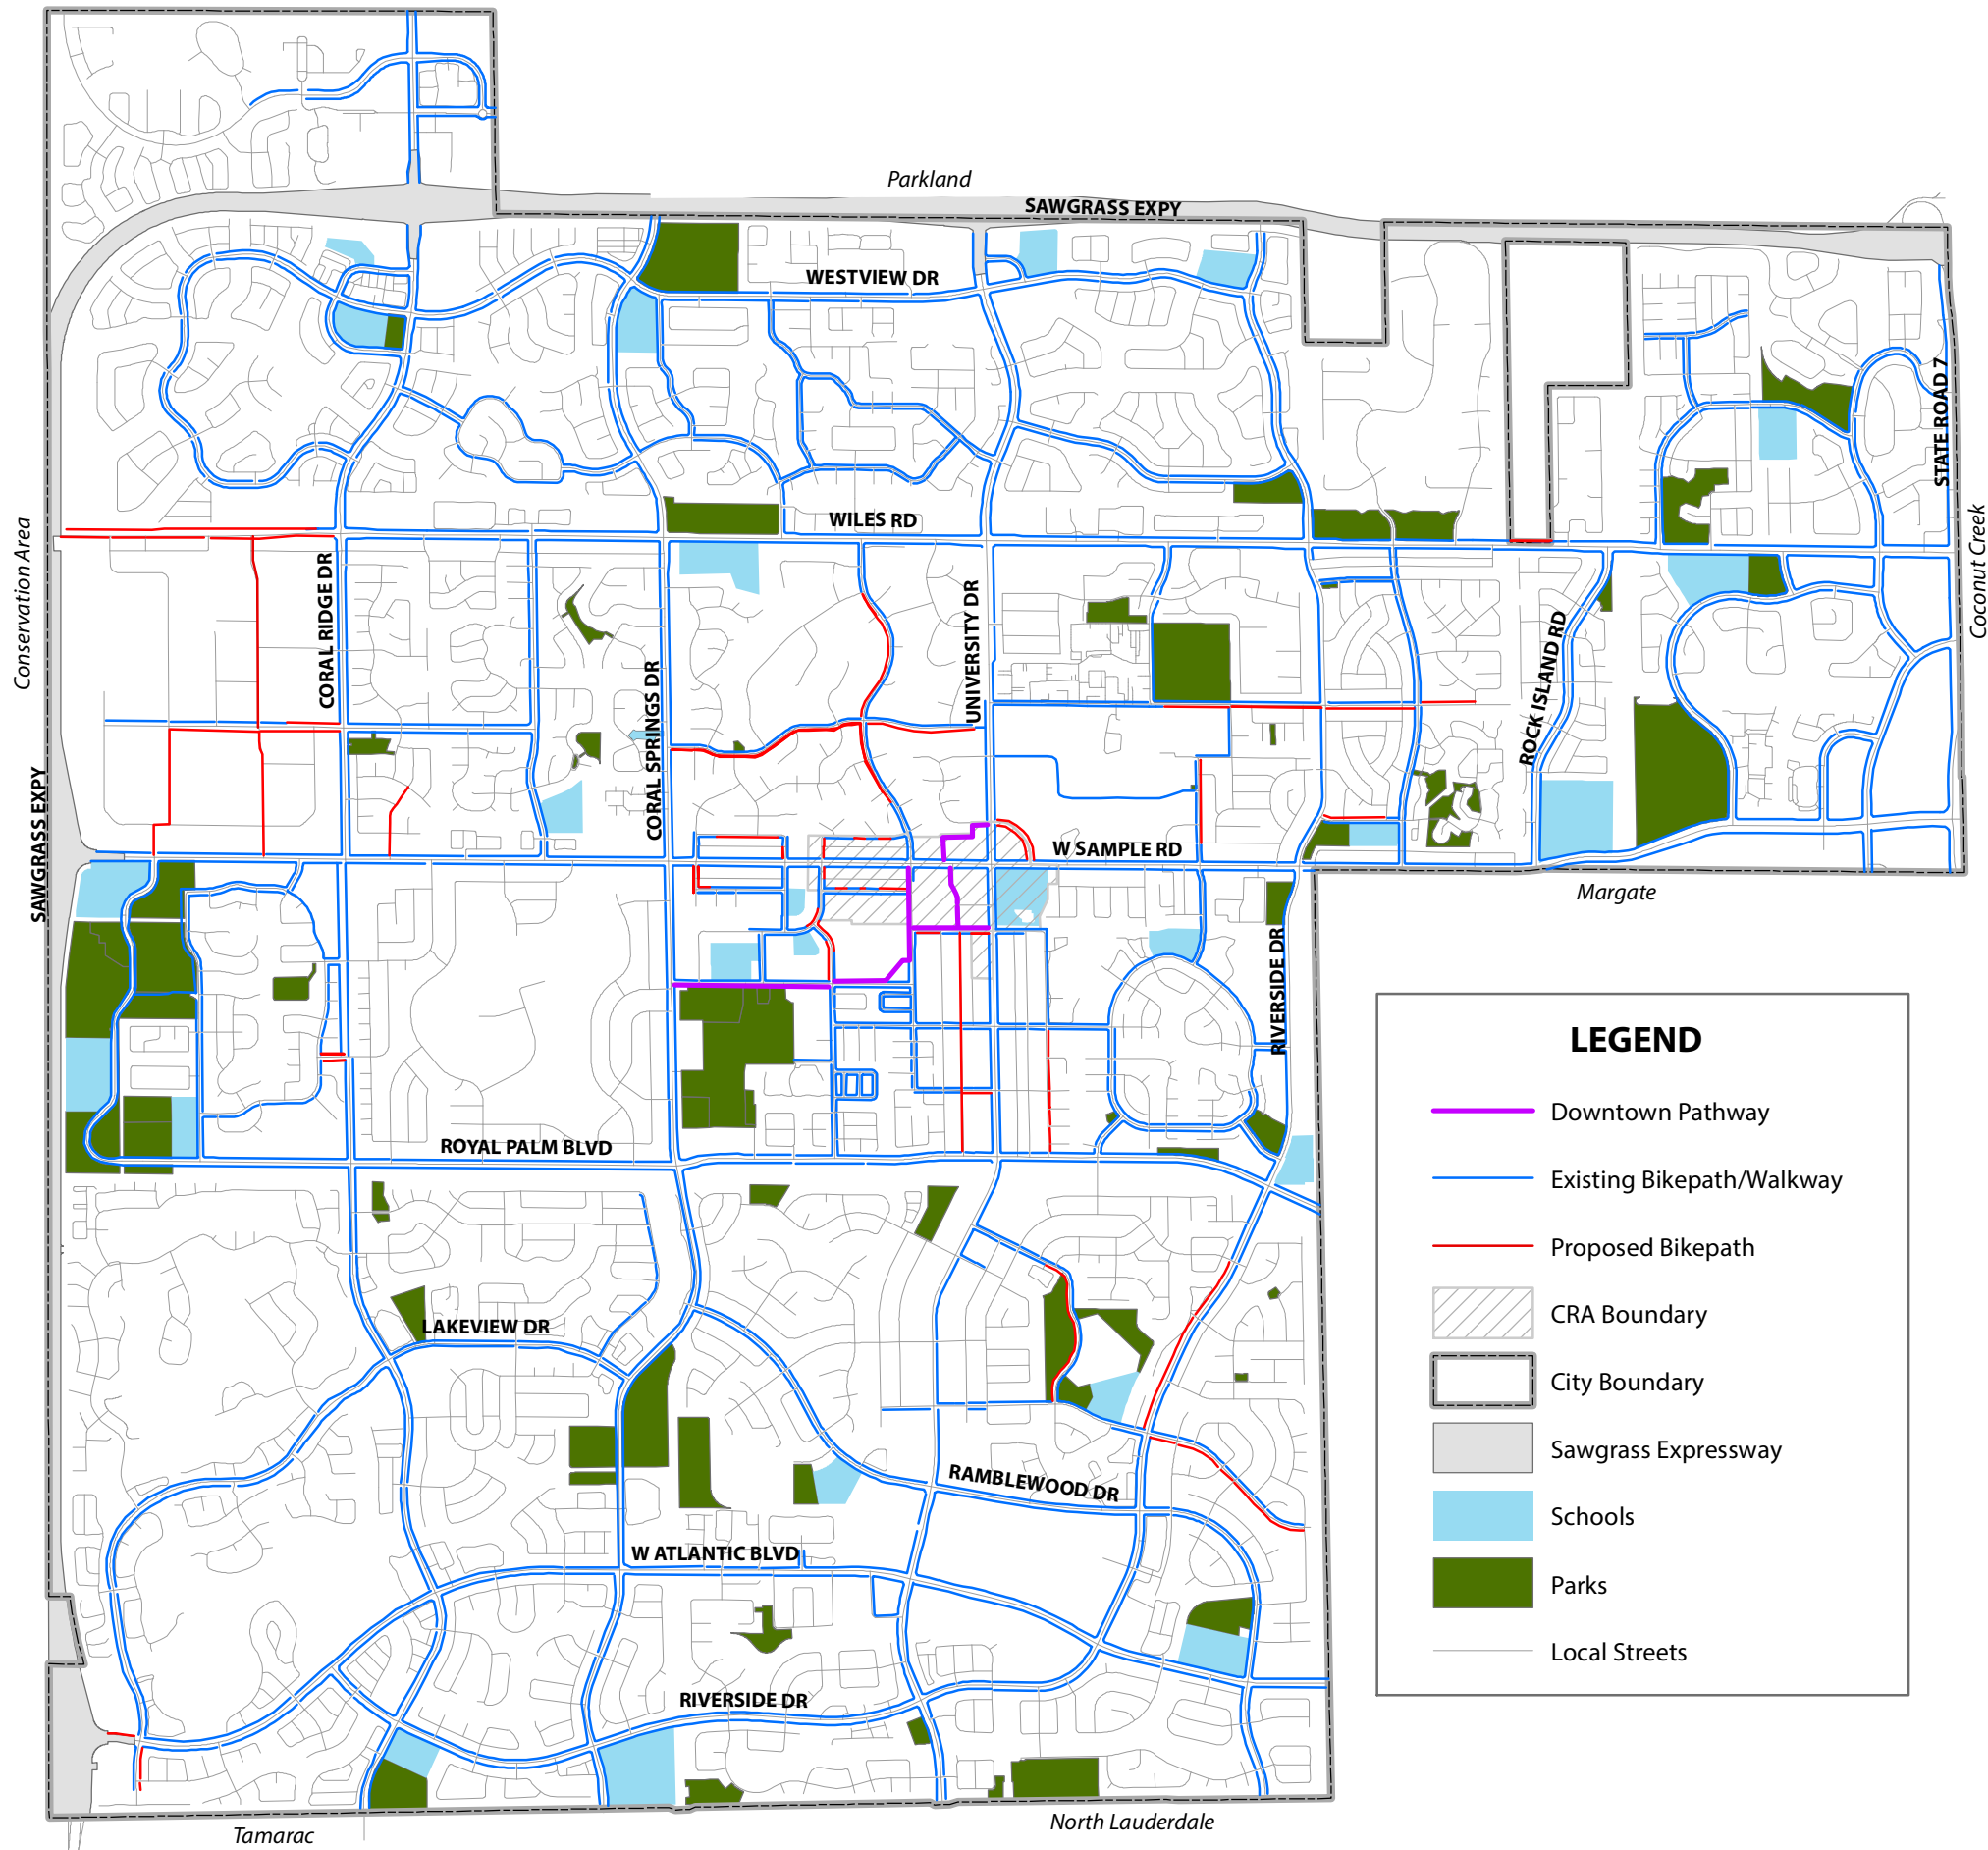 Parkland
SAWGRASS EXPY
WESTVIEW DR
STATE ROAD 7
WILES RD
Conservation Area
Coconut Creek
CORAL RIDGE DR
UNIVERSITY DR
ROCK ISLAND RD
CORAL SPRINGS DR
SAWGRASS EXPY
W SAMPLE RD
Margate
RIVERSIDE DR
ROYAL PALM BLVD
LAKEVIEW DR
RAMBLEWOOD DR
W ATLANTIC BLVD
RIVERSIDE DR
Tamarac
North Lauderdale
LEGEND
Downtown Pathway
Existing Bikepath/Walkway
Proposed Bikepath
CRA Boundary
City Boundary
Sawgrass Expressway
Schools
Parks
Local Streets